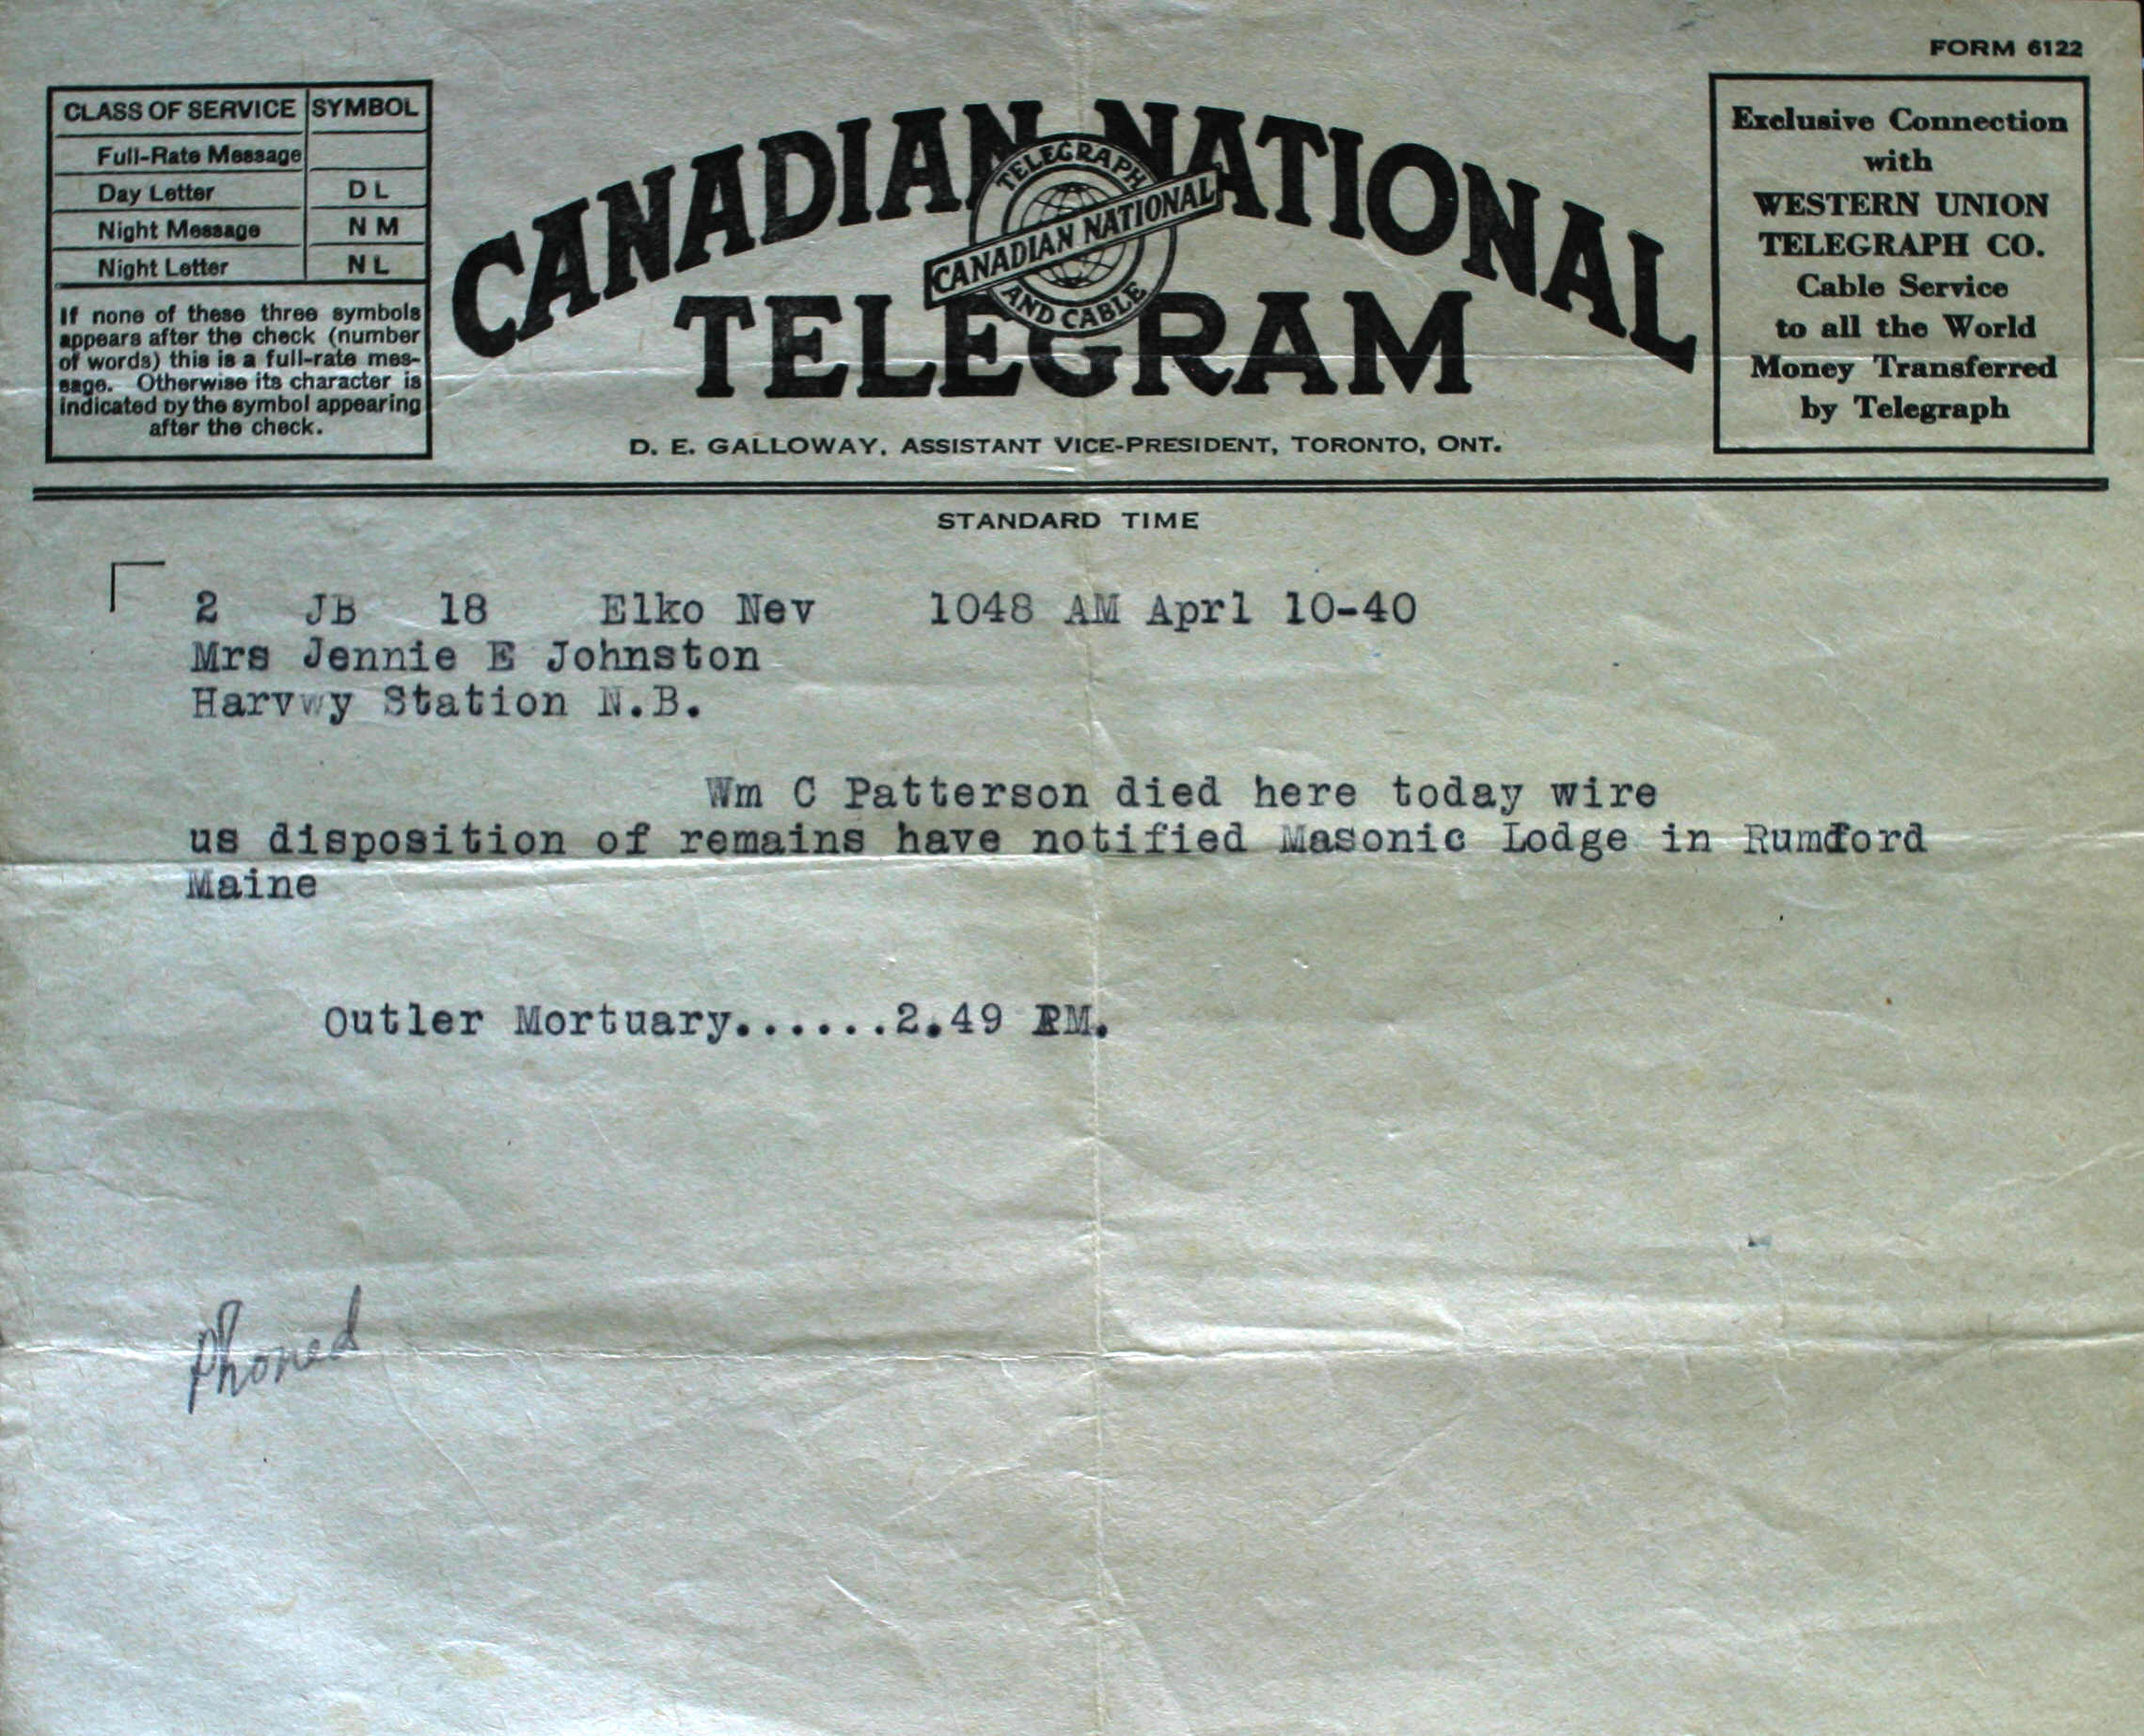 FORM 6122
CLASS OF SERVICE SYMBOL
Full-Rate Message
Day Letter D L
Night Message N M
Night Letter N L
If none of these three symbols
appears after the check (number
of words) this is a full-rate mes-
sage. Otherwise its character is
indicated by the symbol appearing
after the check.
CANADIAN NATIONAL
TELEGRAPH
CANADIAN NATIONAL
AND CABLE
TELEGRAM
D. E. GALLOWAY, ASSISTANT VICE-PRESIDENT, TORONTO, ONT.
Exclusive Connection
with
WESTERN UNION
TELEGRAPH CO.
Cable Service
to all the World
Money Transferred
by Telegraph
STANDARD TIME
2 JB 18 Elko Nev 1048 AM Aprl 10-40
Mrs Jennie E Johnston
Harvwy Station N.B.
Wm C Patterson died here today wire
us disposition of remains have notified Masonic Lodge in Rumford
Maine
Outler Mortuary......2.49 PM.
Phoned